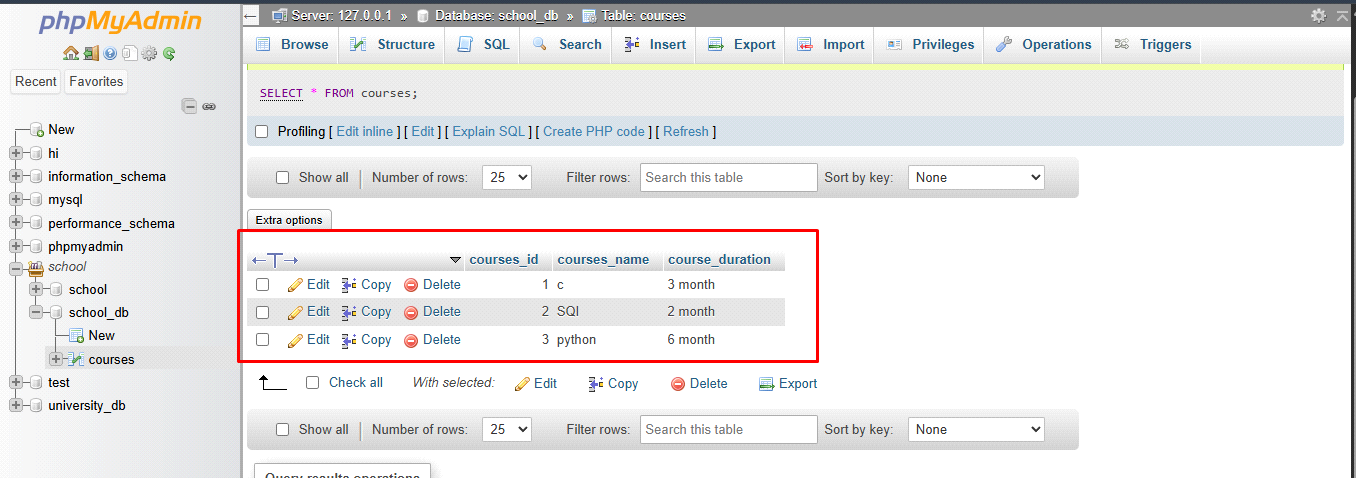 phpMyAdmin
Recent Favorites
New
hi
information_schema
mysql
performance_schema
phpmyadmin
school
school
school_db
New
courses
test
university_db
Server: 127.0.0.1 » Database: school_db » Table: courses
Browse Structure SQL Search Insert Export Import Privileges Operations Triggers
SELECT * FROM courses;
Profiling [ Edit inline ] [ Edit ] [ Explain SQL ] [ Create PHP code ] [ Refresh ]
Show all Number of rows: 25 Filter rows: Search this table Sort by key: None
Extra options
←T→ courses_id courses_name course_duration
Edit Copy Delete 1 c 3 month
Edit Copy Delete 2 SQl 2 month
Edit Copy Delete 3 python 6 month
Check all With selected: Edit Copy Delete Export
Show all Number of rows: 25 Filter rows: Search this table Sort by key: None
Query results operations